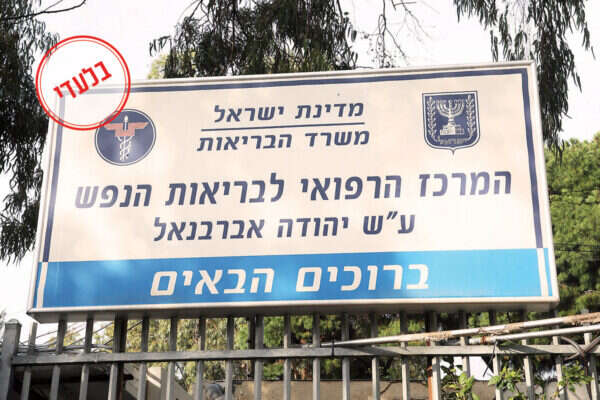 בלעדי
מדינת ישראל
משרד הבריאות
המרכז הרפואי לבריאות הנפש
ע״ש יהודה אברבנאל
ברוכים הבאים